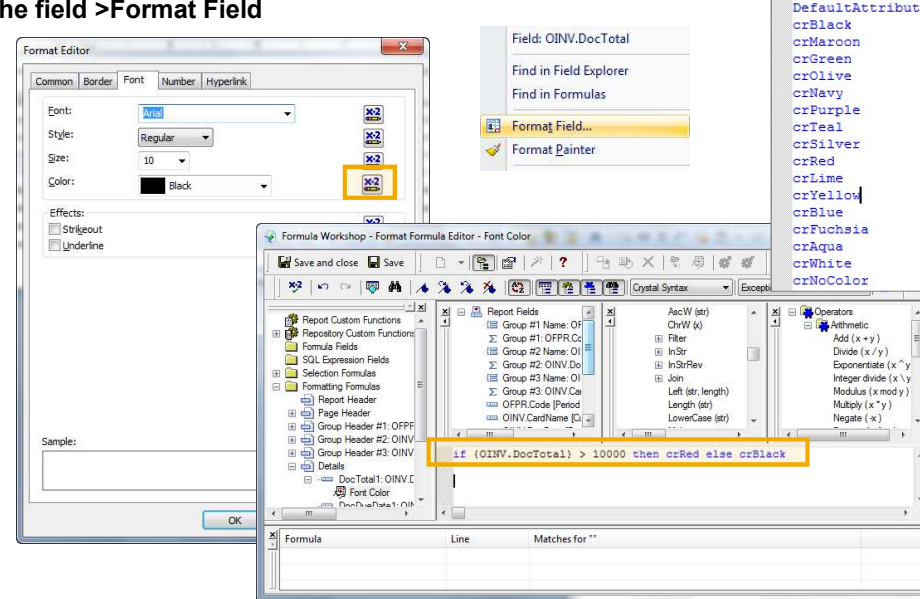 he field >Format Field
Format Editor
Common Border Font Number Hyperlink
Font: Arial
Style: Regular
Size: 10
Color: Black
Effects:
Strikeout
Underline
Sample:
OK
Field: OINV.DocTotal
Find in Field Explorer
Find in Formulas
Format Field...
Format Painter
DefaultAttribut
crBlack
crMaroon
crGreen
crOlive
crNavy
crPurple
crTeal
crSilver
crRed
crLime
crYellow
crBlue
crFuchsia
crAqua
crWhite
crNoColor
Formula Workshop - Format Formula Editor - Font Color
Save and close Save
Crystal Syntax Excepti
Report Custom Functions
Repository Custom Functions
Formula Fields
SQL Expression Fields
Selection Formulas
Formatting Formulas
Report Header
Page Header
Group Header #1: OFPF
Group Header #2: OINV
Group Header #3: OINV
Details
DocTotal1: OINV.D
Font Color
DocDueDate1: OIN
Report Fields
Group #1 Name: OF
Group #1: OFPR.Co
Group #2 Name: OI
Group #2: OINV.Do
Group #3 Name: OI
Group #3: OINV.Car
OFPR.Code [Period
OINV.CardName [Cu
AscW (str)
ChrW (x)
Filter
InStr
InStrRev
Join
Left (str, length)
Length (str)
LowerCase (str)
Operators
Arithmetic
Add (x + y)
Divide (x / y)
Exponentiate (x ^ y
Integer divide (x \ y
Modulus (x mod y)
Multiply (x * y)
Negate (- x)
if {OINV.DocTotal} > 10000 then crRed else crBlack
Formula Line Matches for ""